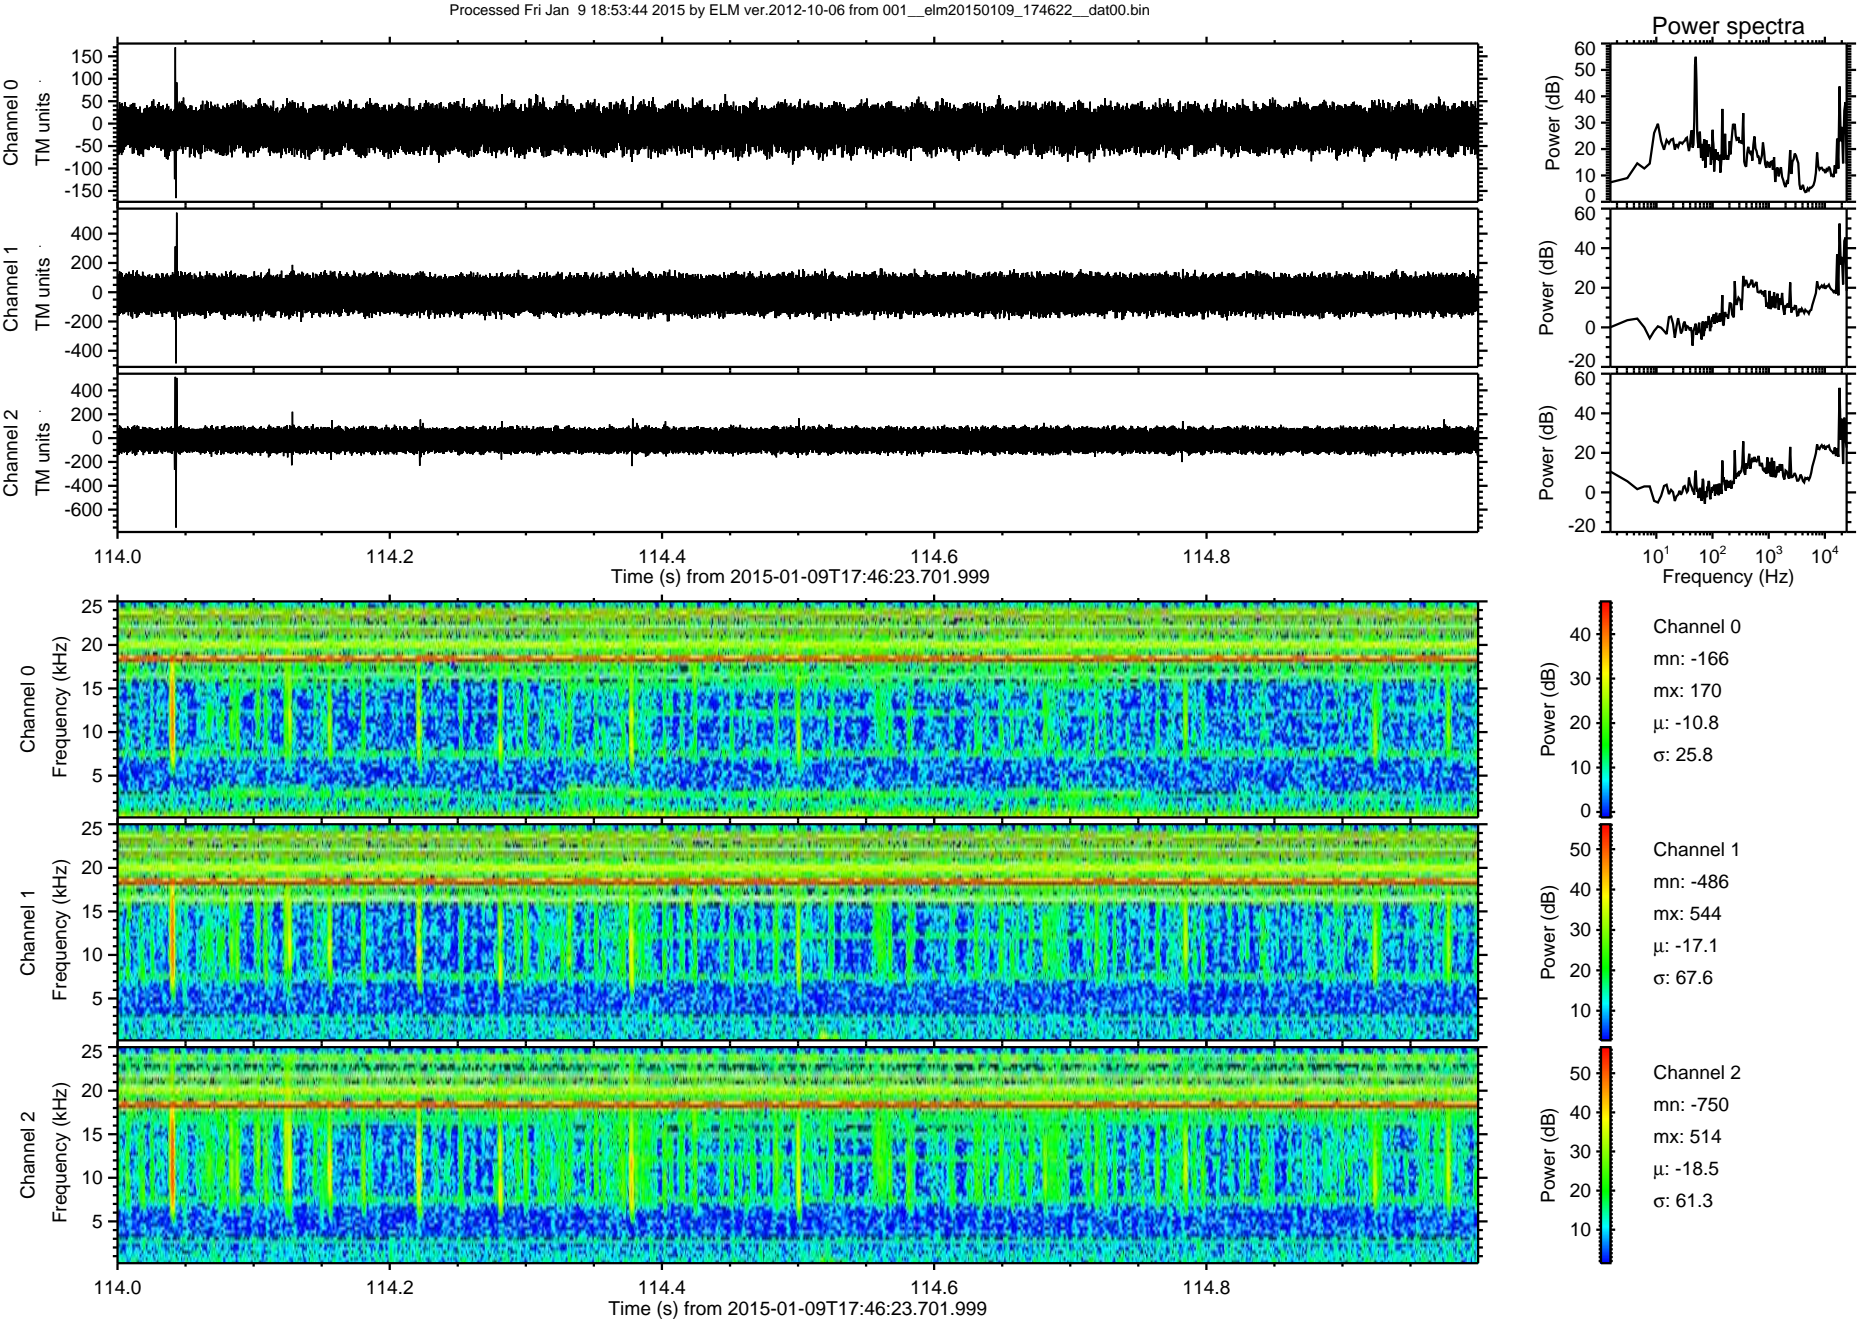 Processed Fri Jan  9 18:53:44 2015 by ELM ver.2012-10-06 from 001__elm20150109_174622__dat00.bin
Power spectra
Channel 0
TM units
150
100
50
0
-50
-100
-150
Power (dB)
60
50
40
30
20
10
0
Channel 1
TM units
400
200
0
-200
-400
Power (dB)
60
40
20
0
-20
Channel 2
TM units
400
200
0
-200
-400
-600
Power (dB)
60
40
20
0
-20
114.0 114.2 114.4 114.6 114.8
Time (s) from 2015-01-09T17:46:23.701.999
10¹ 10² 10³ 10⁴
Frequency (Hz)
Channel 0
Frequency (kHz)
25
20
15
10
5
Power (dB)
40
30
20
10
0
Channel 0
mn: -166
mx: 170
μ: -10.8
σ: 25.8
Channel 1
Frequency (kHz)
25
20
15
10
5
Power (dB)
50
40
30
20
10
Channel 1
mn: -486
mx: 544
μ: -17.1
σ: 67.6
Channel 2
Frequency (kHz)
25
20
15
10
5
Power (dB)
50
40
30
20
10
Channel 2
mn: -750
mx: 514
μ: -18.5
σ: 61.3
114.0 114.2 114.4 114.6 114.8
Time (s) from 2015-01-09T17:46:23.701.999